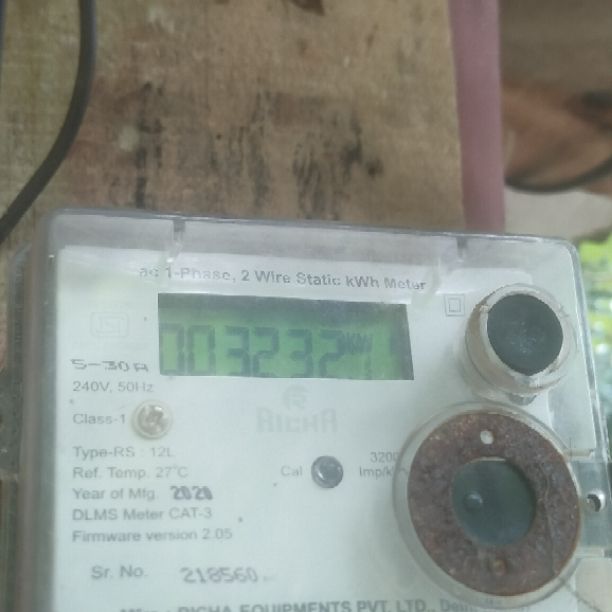 ac 1-Phase, 2 Wire Static kWh Meter
003232
5-30A
240V, 50Hz
Class-1
RICHA
Type-RS : 12L
Ref. Temp. 27°C
Cal
3200
Imp/k
Year of Mfg. 2020
DLMS Meter CAT-3
Firmware version 2.05
Sr. No. 218560
RICHA EQUIPMENTS PVT. LTD.